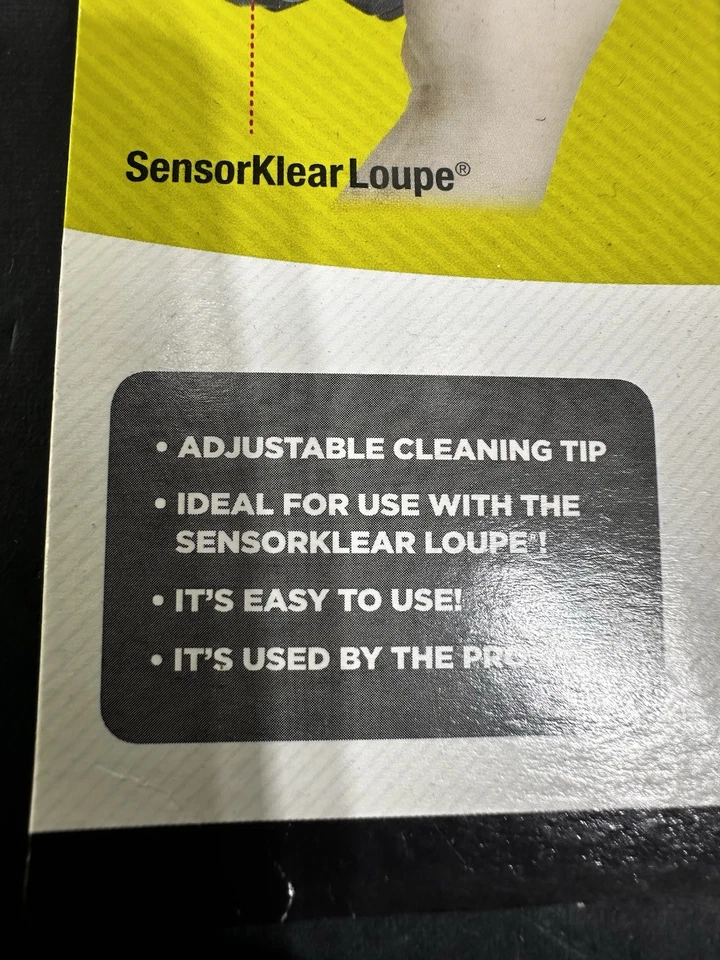 SensorKlear Loupe®
• ADJUSTABLE CLEANING TIP
• IDEAL FOR USE WITH THE
SENSORKLEAR LOUPE®!
• IT'S EASY TO USE!
• IT'S USED BY THE